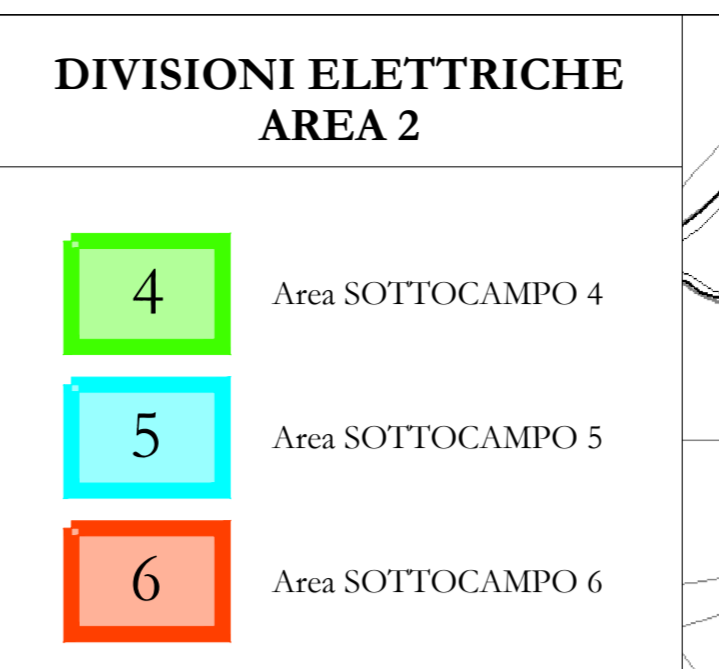 DIVISIONI ELETTRICHE
AREA 2
4 Area SOTTOCAMPO 4
5 Area SOTTOCAMPO 5
6 Area SOTTOCAMPO 6